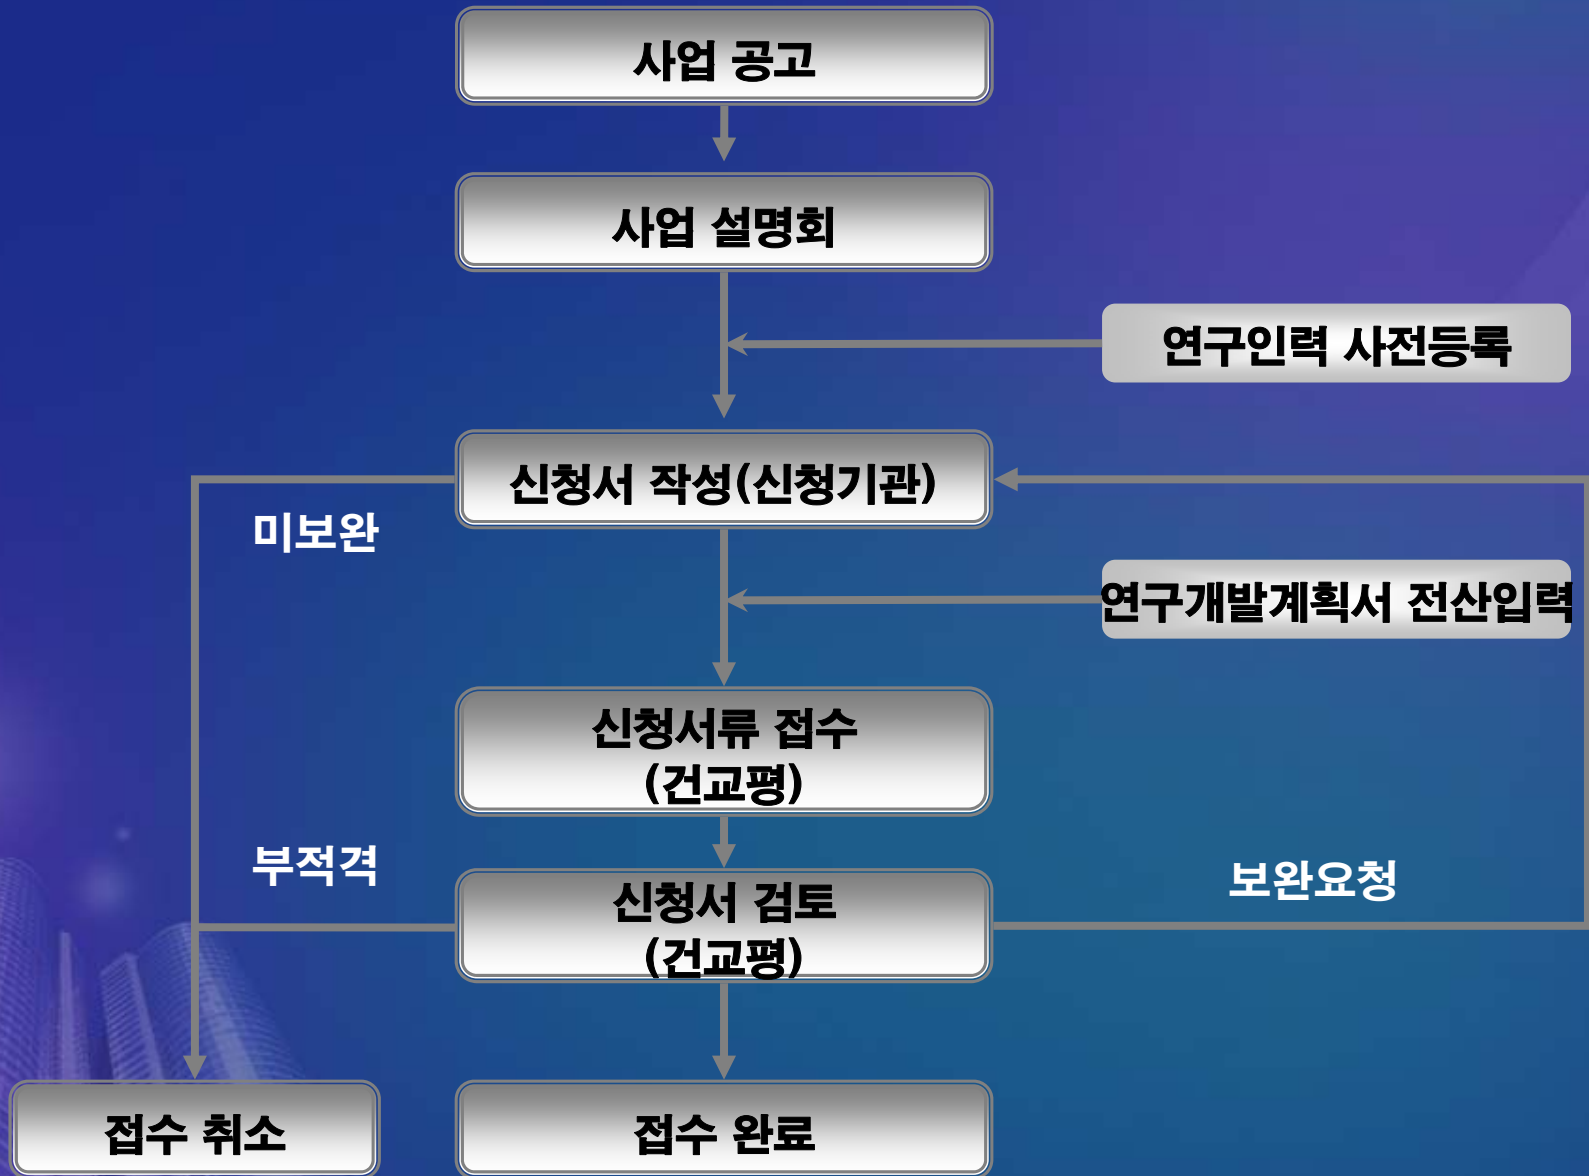 사업 공고
사업 설명회
연구인력 사전등록
신청서 작성(신청기관)
미보완
연구개발계획서 전산입력
신청서류 접수
(건교평)
부적격
보완요청
신청서 검토
(건교평)
접수 취소
접수 완료